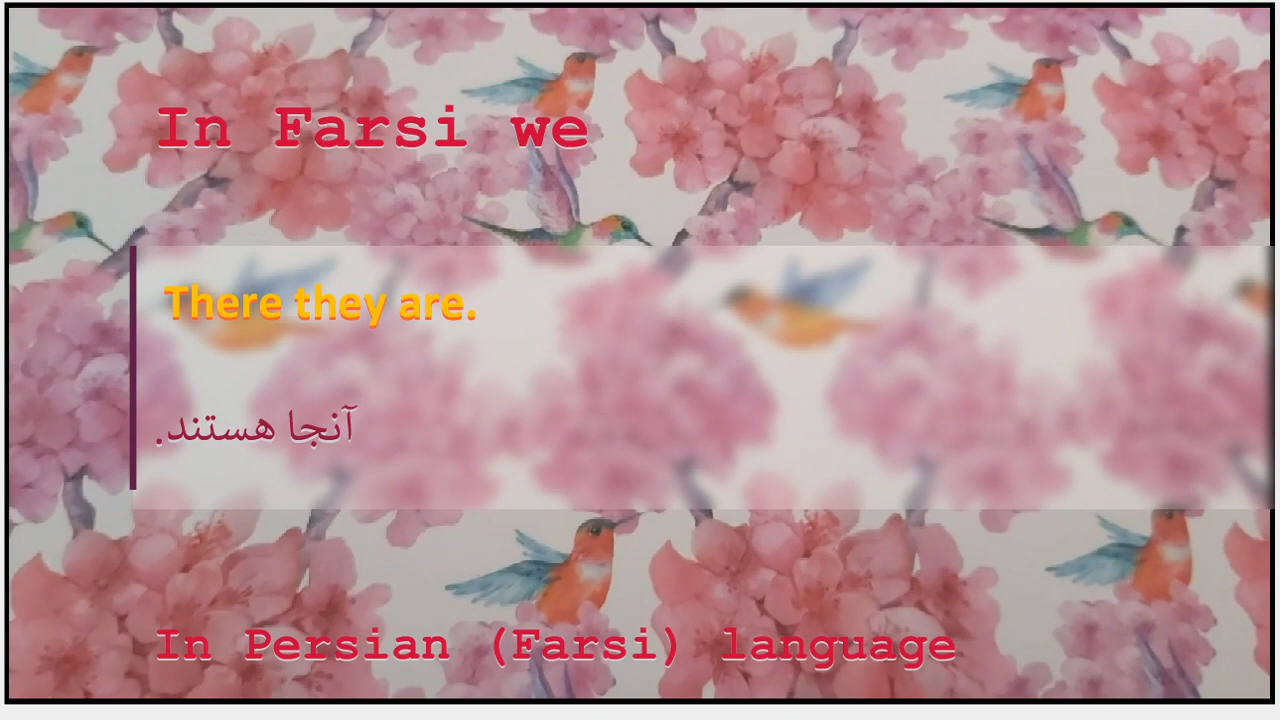 In Farsi we
There they are.
آنجا هستند.
In Persian (Farsi) language